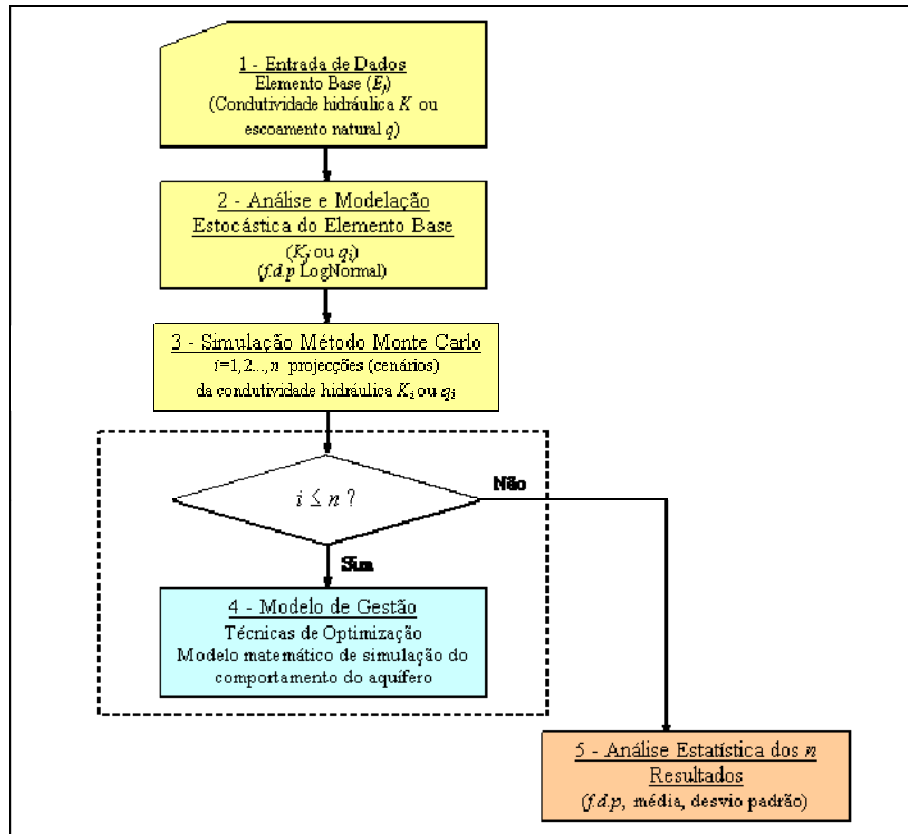 1 - Entrada de Dados
Elemento Base (Ej)
(Condutividade hidráulica K ou
escoamento natural q)
2 - Análise e Modelação
Estocástica do Elemento Base
(Kj ou qi)
(f.d.p LogNormal)
3 - Simulação Método Monte Carlo
i=1, 2..., n projecções (cenários)
da condutividade hidráulica Ki ou qi
i ≤ n ?
Não
Sim
4 - Modelo de Gestão
Técnicas de Optimização
Modelo matemático de simulação do
comportamento do aquífero
5 - Análise Estatística dos n
Resultados
(f.d.p, média, desvio padrão)